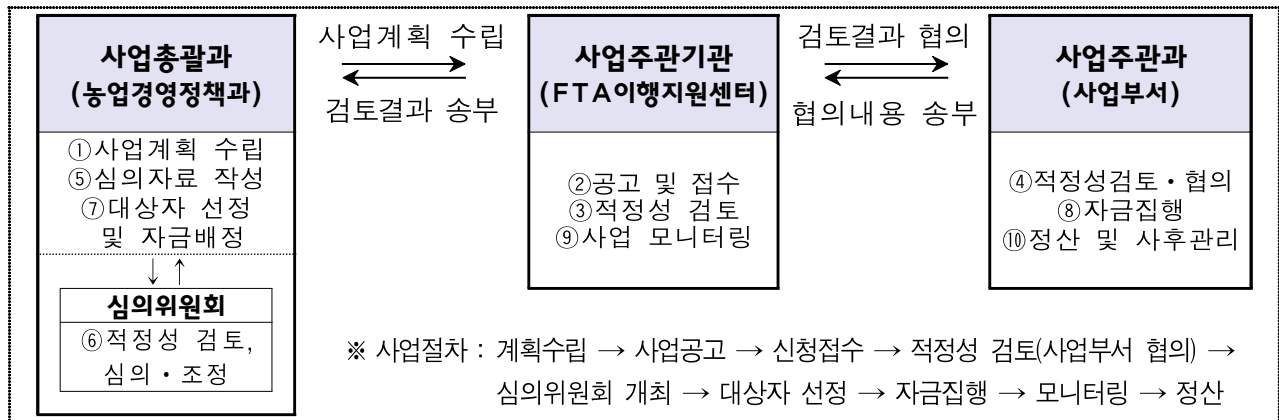 사업총괄과
(농업경영정책과)
①사업계획 수립
⑤심의자료 작성
⑦대상자 선정
및 자금배정
↓ ↑
심의위원회
⑥적정성 검토,
심의・조정
사업계획 수립
검토결과 송부
사업주관기관
(FTA이행지원센터)
②공고 및 접수
③적정성 검토
⑨사업 모니터링
검토결과 협의
협의내용 송부
사업주관과
(사업부서)
④적정성검토・협의
⑧자금집행
⑩정산 및 사후관리
※ 사업절차 : 계획수립 → 사업공고 → 신청접수 → 적정성 검토(사업부서 협의) →
심의위원회 개최 → 대상자 선정 → 자금집행 → 모니터링 → 정산